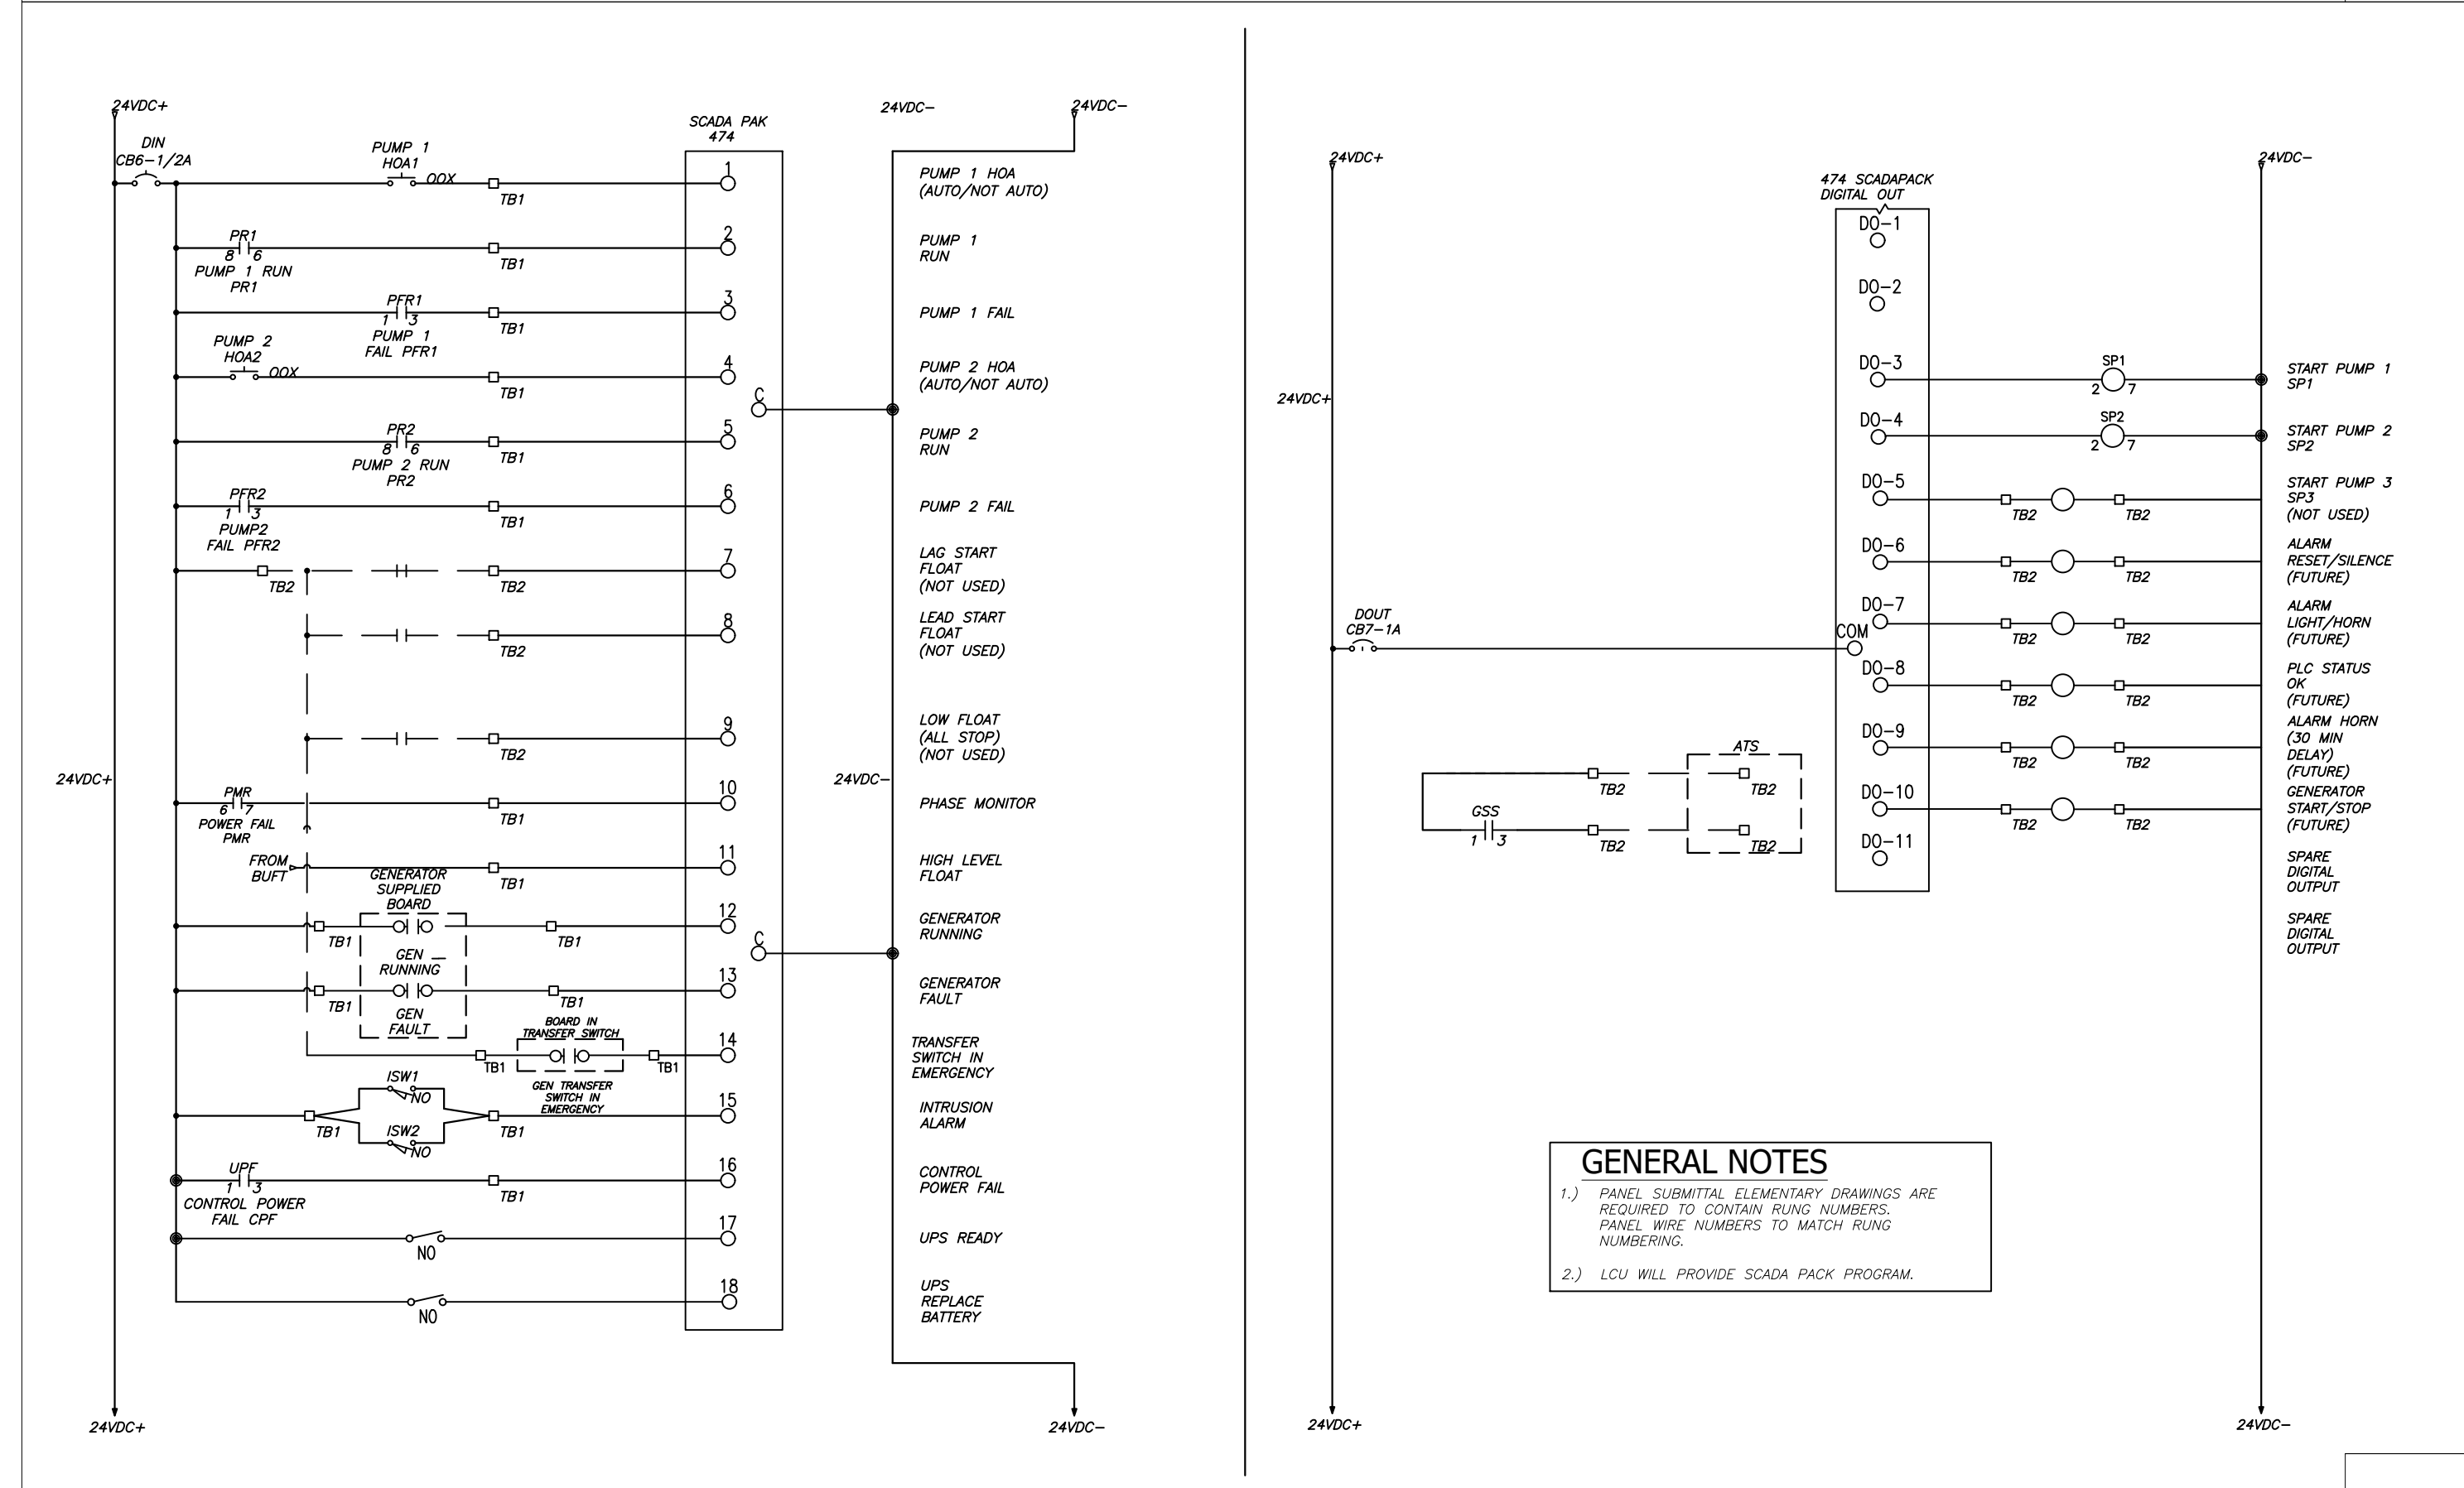 24VDC+
24VDC-
24VDC-
DIN
CB6-1/2A
SCADA PAK
474
PUMP 1
HOA1
OOX
TB1
1
PUMP 1 HOA
(AUTO/NOT AUTO)
PR1
8 6
PUMP 1 RUN
PR1
TB1
2
PUMP 1
RUN
PFR1
1 3
PUMP 1
FAIL PFR1
TB1
3
PUMP 1 FAIL
PUMP 2
HOA2
OOX
TB1
4
PUMP 2 HOA
(AUTO/NOT AUTO)
C
PR2
8 6
PUMP 2 RUN
PR2
TB1
5
PUMP 2
RUN
PFR2
1 3
PUMP2
FAIL PFR2
TB1
6
PUMP 2 FAIL
TB2
TB2
7
LAG START
FLOAT
(NOT USED)
TB2
8
LEAD START
FLOAT
(NOT USED)
TB2
9
LOW FLOAT
(ALL STOP)
(NOT USED)
24VDC+
24VDC-
PMR
6 7
POWER FAIL
PMR
TB1
10
PHASE MONITOR
FROM
BUFT
TB1
11
HIGH LEVEL
FLOAT
GENERATOR
SUPPLIED
BOARD
TB1
TB1
12
GENERATOR
RUNNING
GEN
RUNNING
C
TB1
TB1
13
GENERATOR
FAULT
GEN
FAULT
BOARD IN
TRANSFER SWITCH
TB1
TB1
14
TRANSFER
SWITCH IN
EMERGENCY
GEN TRANSFER
SWITCH IN
EMERGENCY
ISW1
NO
TB1
TB1
15
INTRUSION
ALARM
ISW2
NO
UPF
1 3
CONTROL POWER
FAIL CPF
TB1
16
CONTROL
POWER FAIL
NO
17
UPS READY
NO
18
UPS
REPLACE
BATTERY
24VDC+
24VDC-
24VDC+
24VDC-
474 SCADAPACK
DIGITAL OUT
DO-1
DO-2
DO-3
SP1
2 7
START PUMP 1
SP1
24VDC+
DO-4
SP2
2 7
START PUMP 2
SP2
DO-5
TB2
TB2
START PUMP 3
SP3
(NOT USED)
DO-6
TB2
TB2
ALARM
RESET/SILENCE
(FUTURE)
DO-7
TB2
TB2
ALARM
LIGHT/HORN
(FUTURE)
DOUT
CB7-1A
COM
DO-8
TB2
TB2
PLC STATUS
OK
(FUTURE)
DO-9
TB2
TB2
ALARM HORN
(30 MIN
DELAY)
(FUTURE)
ATS
TB2
TB2
DO-10
TB2
TB2
GENERATOR
START/STOP
(FUTURE)
GSS
1 3
TB2
TB2
DO-11
SPARE
DIGITAL
OUTPUT
SPARE
DIGITAL
OUTPUT
GENERAL NOTES
1.) PANEL SUBMITTAL ELEMENTARY DRAWINGS ARE
REQUIRED TO CONTAIN RUNG NUMBERS.
PANEL WIRE NUMBERS TO MATCH RUNG
NUMBERING.
2.) LCU WILL PROVIDE SCADA PACK PROGRAM.
24VDC+
24VDC-